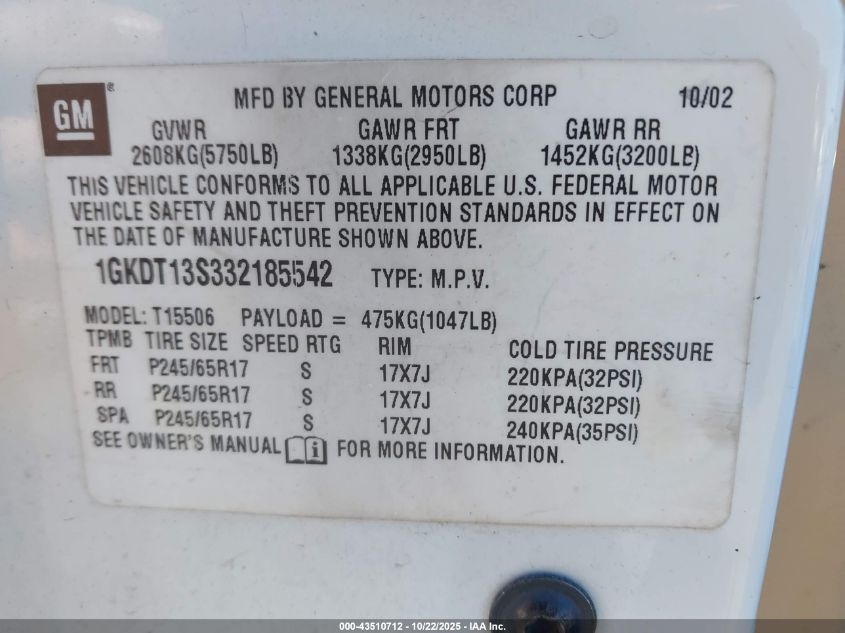 GM ®
MFD BY GENERAL MOTORS CORP 10/02
GVWR GAWR FRT GAWR RR
2608KG(5750LB) 1338KG(2950LB) 1452KG(3200LB)
THIS VEHICLE CONFORMS TO ALL APPLICABLE U.S. FEDERAL MOTOR
VEHICLE SAFETY AND THEFT PREVENTION STANDARDS IN EFFECT ON
THE DATE OF MANUFACTURE SHOWN ABOVE.
1GKDT13S332185542 TYPE: M.P.V.
MODEL: T15506 PAYLOAD = 475KG(1047LB)
TPMB TIRE SIZE SPEED RTG RIM COLD TIRE PRESSURE
FRT P245/65R17 S 17X7J 220KPA(32PSI)
RR P245/65R17 S 17X7J 220KPA(32PSI)
SPA P245/65R17 S 17X7J 240KPA(35PSI)
SEE OWNER'S MANUAL i FOR MORE INFORMATION.
000-43510712 - 10/22/2025 - IAA Inc.